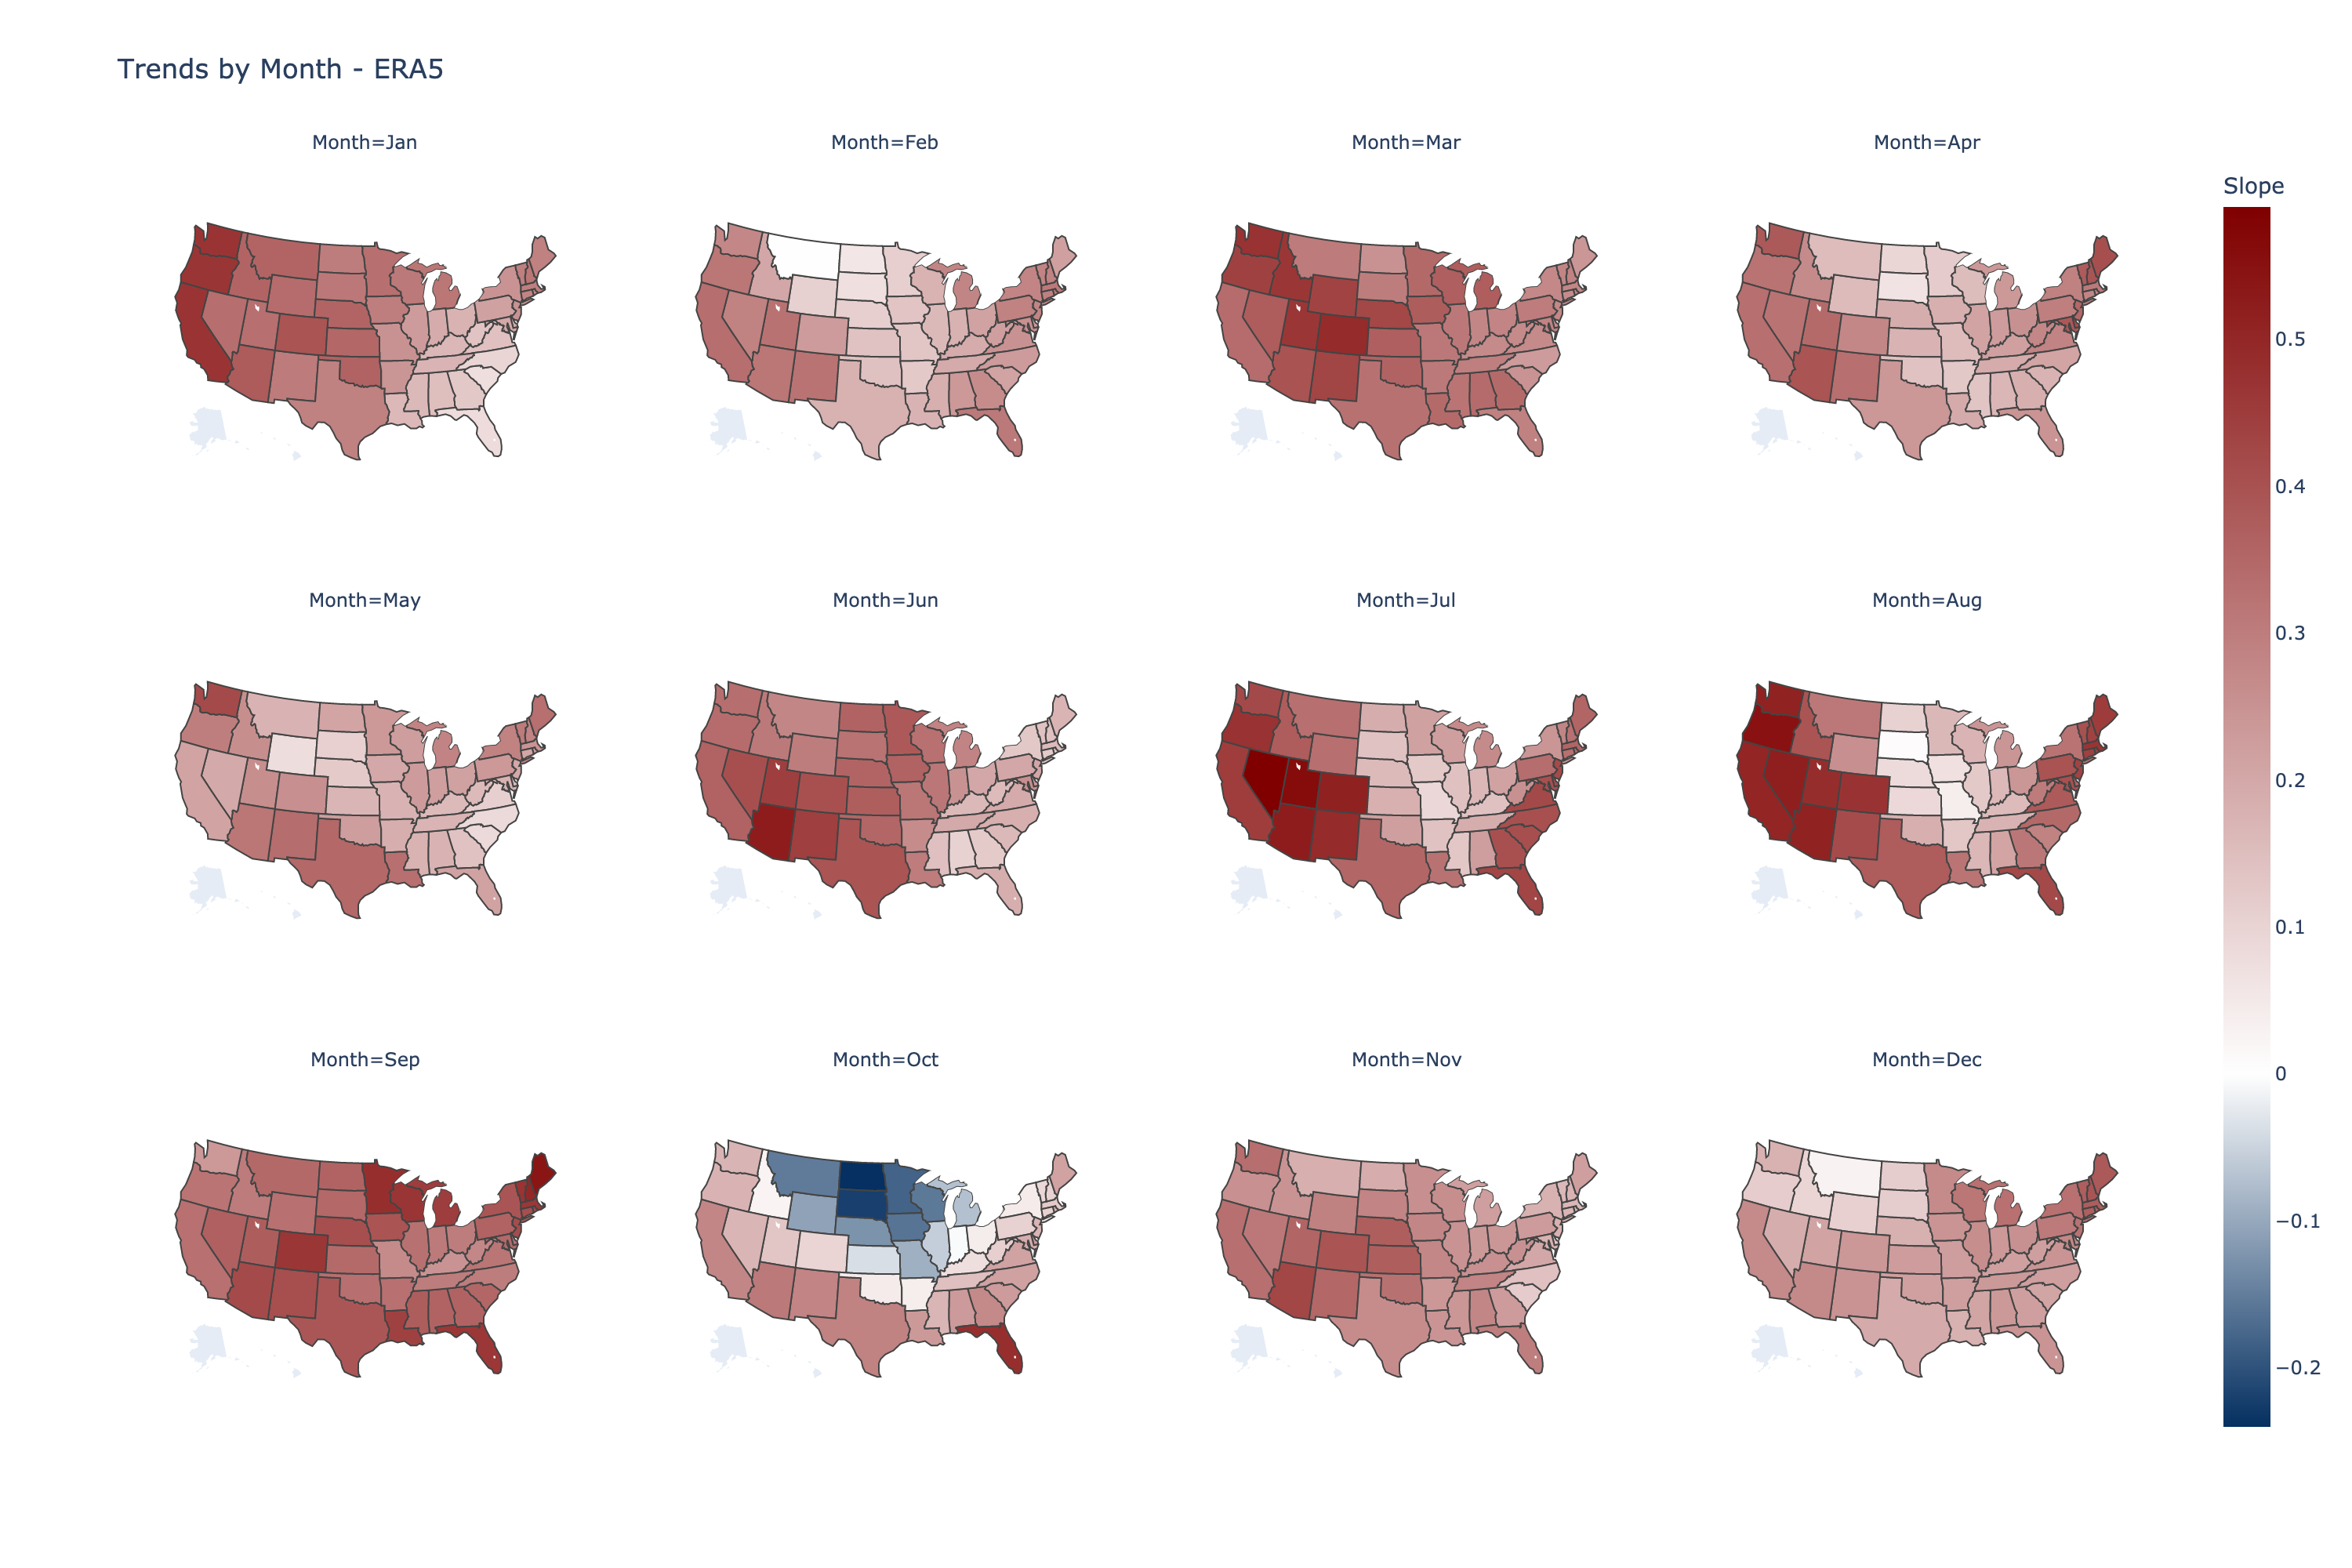 Trends by Month - ERA5
Month=Jan
Month=Feb
Month=Mar
Month=Apr
Slope
0.5
0.4
0.3
Month=May
Month=Jun
Month=Jul
Month=Aug
0.2
0.1
0
Month=Sep
Month=Oct
Month=Nov
Month=Dec
−0.1
−0.2